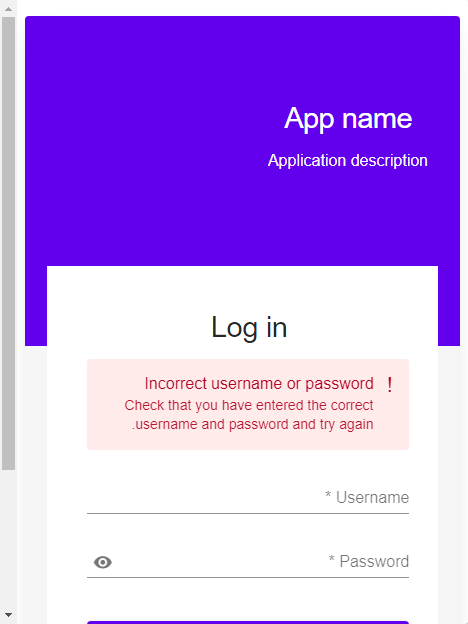 App name
Application description
Log in
Incorrect username or password !
Check that you have entered the correct
.username and password and try again
* Username
* Password